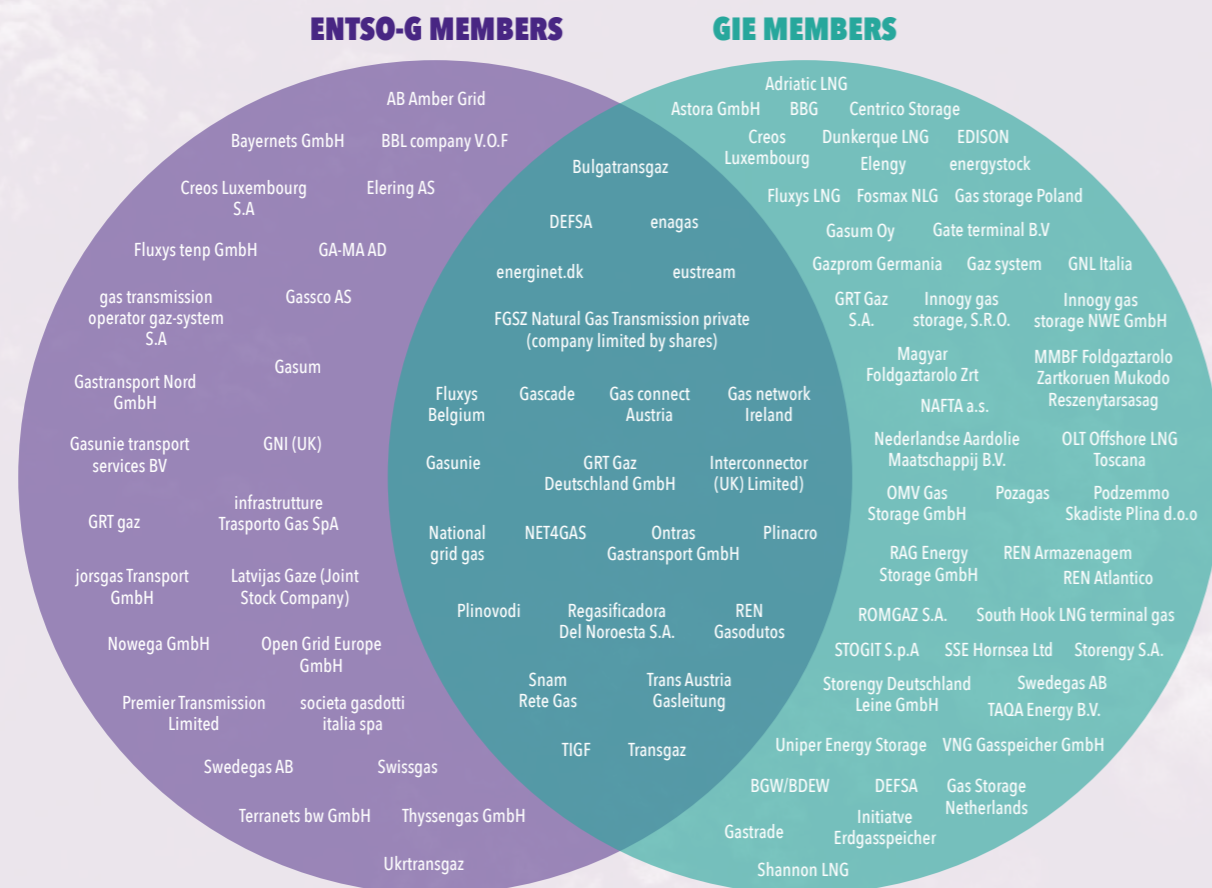 ENTSO-G MEMBERS
GIE MEMBERS
AB Amber Grid
Bayernets GmbH
BBL company V.O.F
Creos Luxembourg
S.A
Elering AS
Fluxys tenp GmbH
GA-MA AD
gas transmission
operator gaz-system
S.A
Gassco AS
Gasum
Gastransport Nord
GmbH
Gasunie transport
services BV
GNI (UK)
infrastrutture
Trasporto Gas SpA
GRT gaz
jorsgas Transport
GmbH
Latvijas Gaze (Joint
Stock Company)
Nowega GmbH
Open Grid Europe
GmbH
Premier Transmission
Limited
societa gasdotti
italia spa
Swedegas AB
Swissgas
Terranets bw GmbH
Thyssengas GmbH
Ukrtransgaz
Bulgatransgaz
DEFSA
enagas
energinet.dk
eustream
FGSZ Natural Gas Transmission private
(company limited by shares)
Fluxys
Belgium
Gascade
Gas connect
Austria
Gas network
Ireland
Gasunie
GRT Gaz
Deutschland GmbH
Interconnector
(UK) Limited)
National
grid gas
NET4GAS
Ontras
Gastransport GmbH
Plinacro
Plinovodi
Regasificadora
Del Noroesta S.A.
REN
Gasodutos
Snam
Rete Gas
Trans Austria
Gasleitung
TIGF
Transgaz
Adriatic LNG
Astora GmbH
BBG
Centrico Storage
Creos
Luxembourg
Dunkerque LNG
EDISON
Elengy
energystock
Fluxys LNG
Fosmax NLG
Gas storage Poland
Gasum Oy
Gate terminal B.V
Gazprom Germania
Gaz system
GNL Italia
GRT Gaz
S.A.
Innogy gas
storage, S.R.O.
Innogy gas
storage NWE GmbH
Magyar
Foldgaztarolo Zrt
MMBF Foldgaztarolo
Zartkoruen Mukodo
Reszenytarsasag
NAFTA a.s.
Nederlandse Aardolie
Maatschappij B.V.
OLT Offshore LNG
Toscana
OMV Gas
Storage GmbH
Pozagas
Podzemmo
Skadiste Plina d.o.o
RAG Energy
Storage GmbH
REN Armazenagem
REN Atlantico
ROMGAZ S.A.
South Hook LNG terminal gas
STOGIT S.p.A
SSE Hornsea Ltd
Storengy S.A.
Storengy Deutschland
Leine GmbH
Swedegas AB
TAQA Energy B.V.
Uniper Energy Storage
VNG Gasspeicher GmbH
BGW/BDEW
DEFSA
Gas Storage
Netherlands
Gastrade
Initiatve
Erdgasspeicher
Shannon LNG